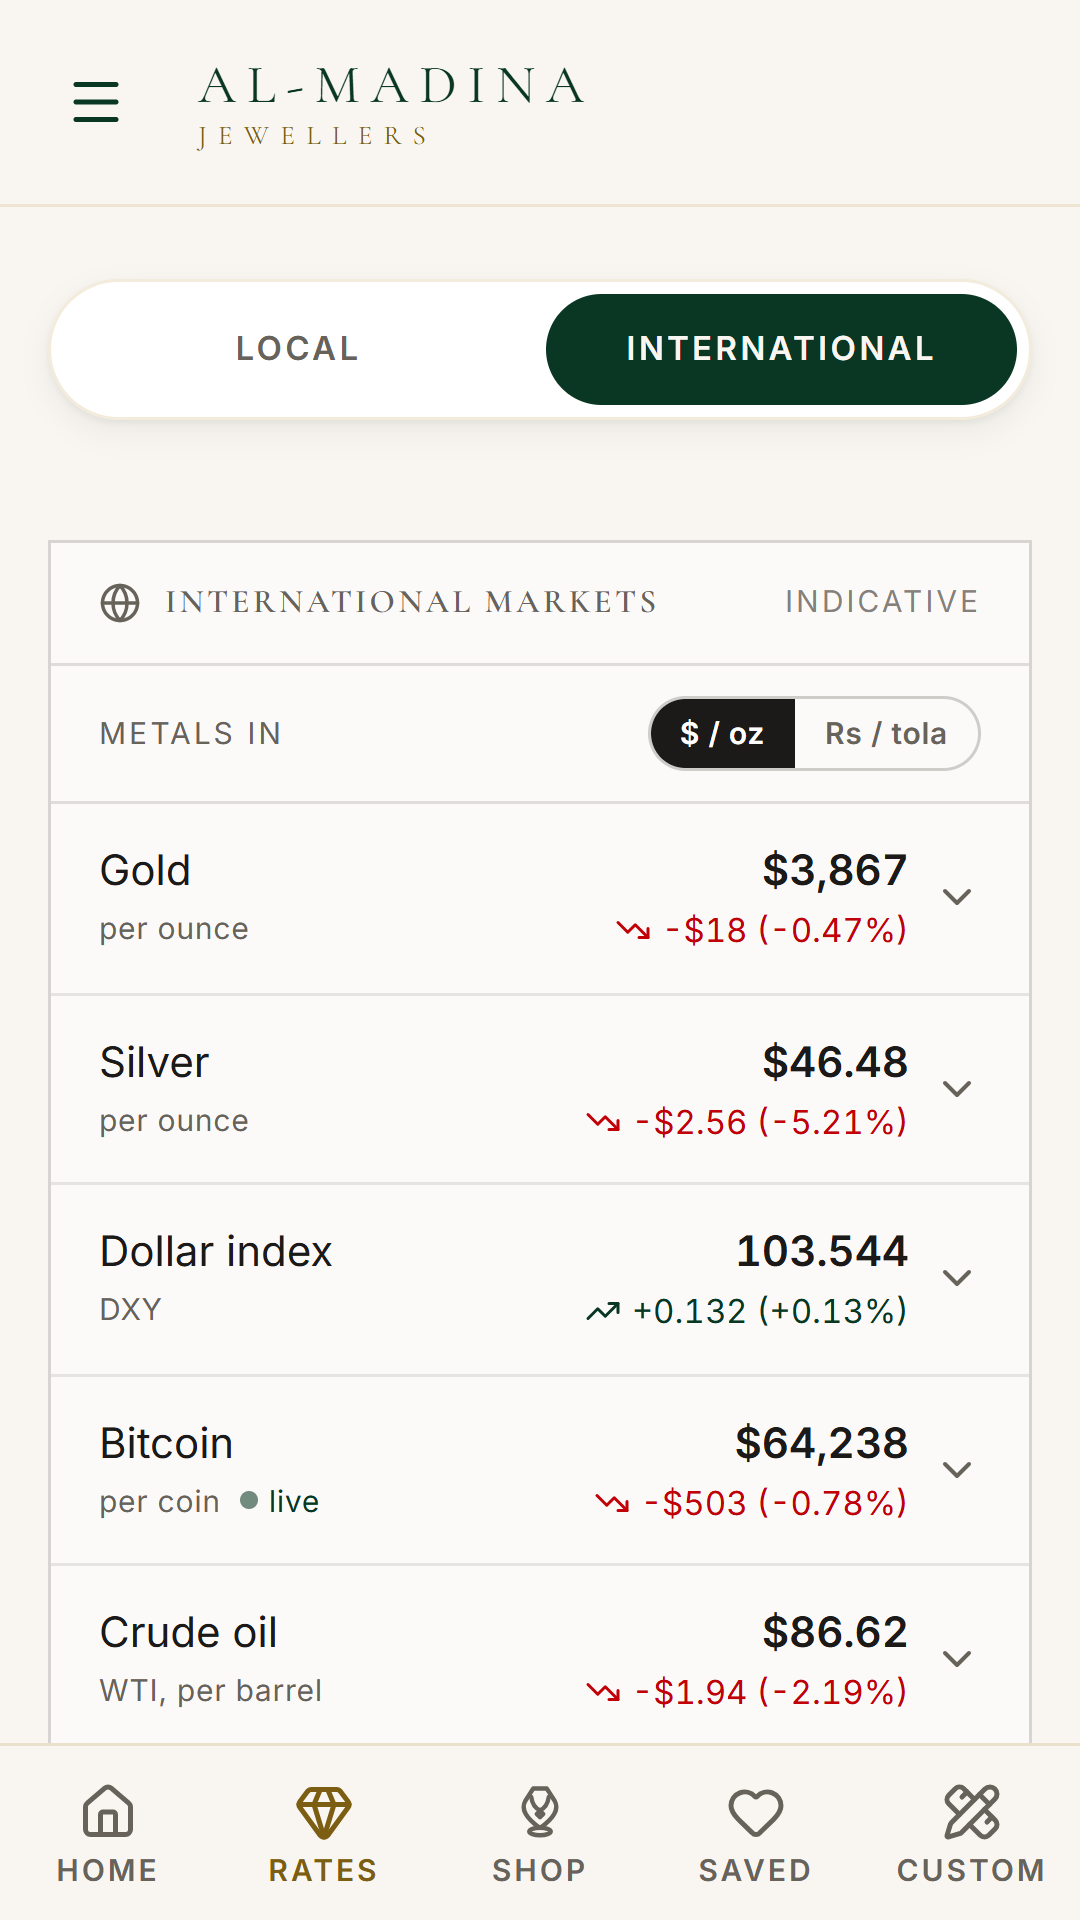 AL-MADINA
JEWELLERS
LOCAL
INTERNATIONAL
INTERNATIONAL MARKETS
INDICATIVE
METALS IN
$ / oz
Rs / tola
Gold
$3,867
per ounce
-$18 (-0.47%)
Silver
$46.48
per ounce
-$2.56 (-5.21%)
Dollar index
103.544
DXY
+0.132 (+0.13%)
Bitcoin
$64,238
per coin
live
-$503 (-0.78%)
Crude oil
$86.62
WTI, per barrel
-$1.94 (-2.19%)
HOME
RATES
SHOP
SAVED
CUSTOM